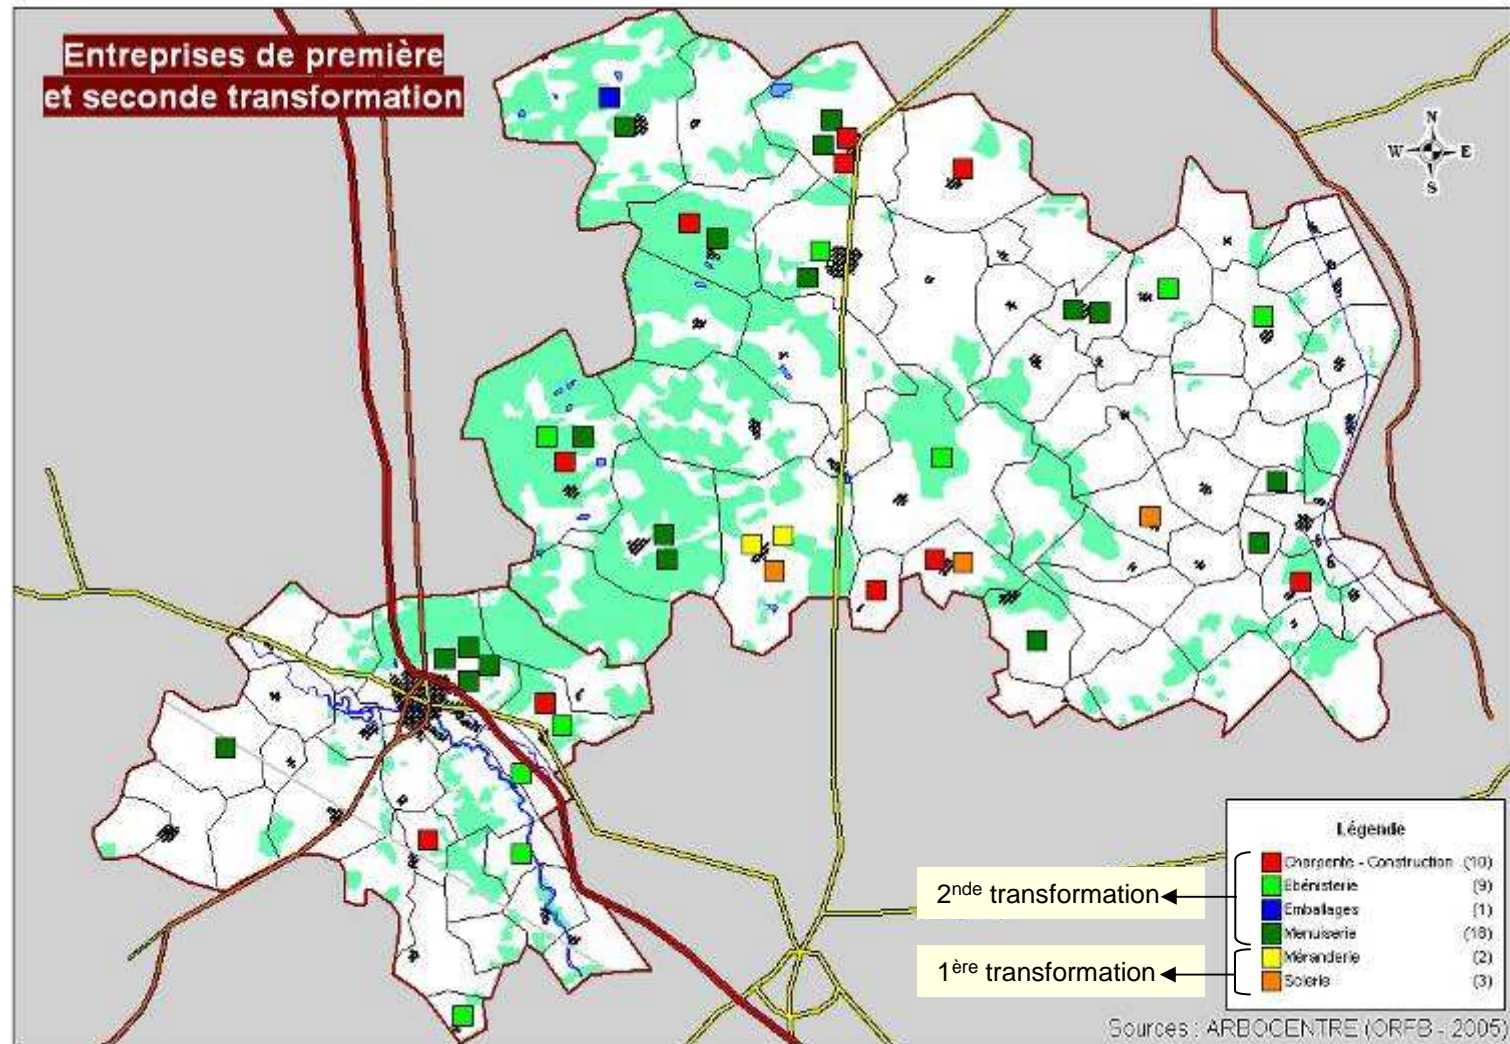 Entreprises de première
et seconde transformation
N
W E
S
Légende
Charpente - Construction (10)
Ebénisterie (9)
Emballages (1)
Menuiserie (18)
Méranderie (2)
Scierie (3)
2nde transformation
1ère transformation
Sources : ARBOCENTRE (ORFB - 2005)